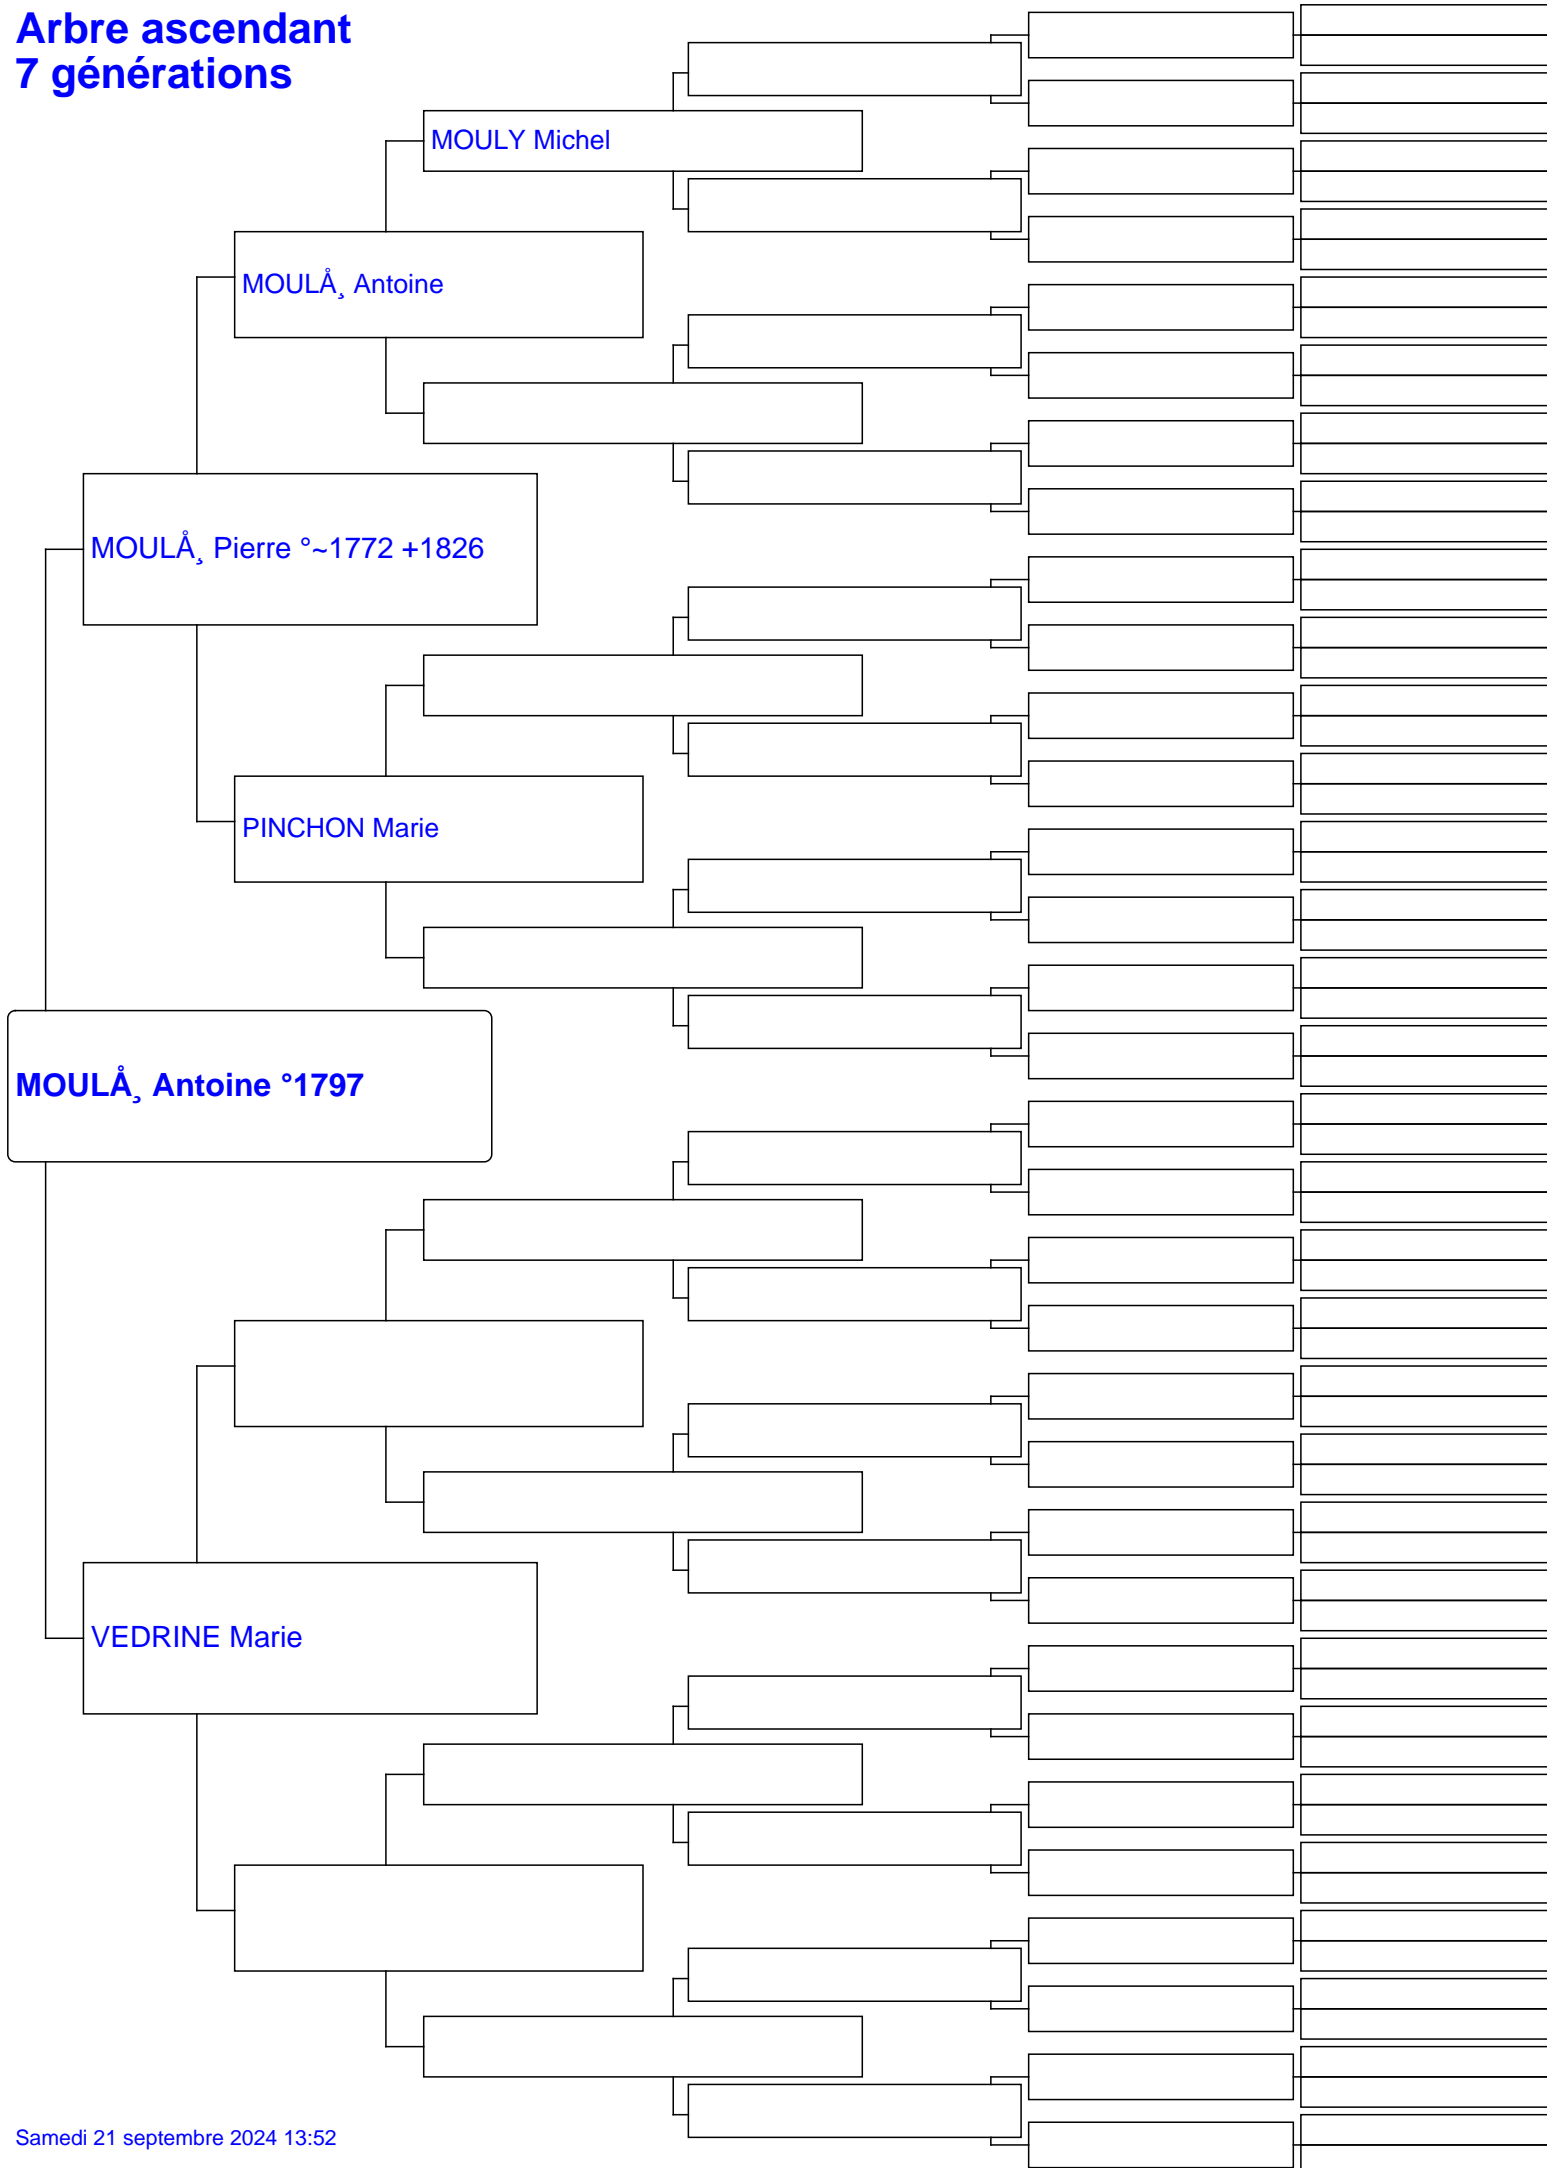 Arbre ascendant
7 générations
MOULY Michel
MOULÅ¸ Antoine
MOULÅ¸ Pierre °~1772 +1826
PINCHON Marie
MOULÅ¸ Antoine °1797
VEDRINE Marie
Samedi 21 septembre 2024 13:52